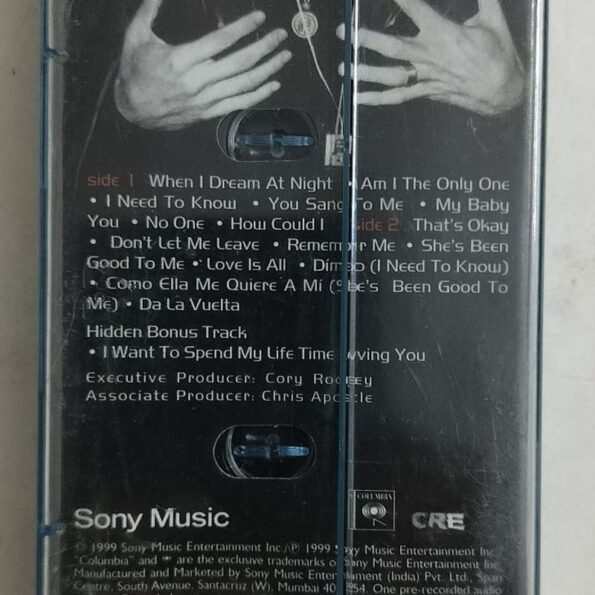 side 1 When I Dream At Night • Am I The Only One
• I Need To Know • You Sang To Me • My Baby
You • No One • How Could I side 2 That's Okay
• Don't Let Me Leave • Remember Me • She's Been
Good To Me • Love Is All • Dímelo (I Need To Know)
• Como Ella Me Quiere A Mí (She's Been Good To
Me) • Da La Vuelta
Hidden Bonus Track
• I Want To Spend My Life Time Loving You
Executive Producer: Cory Rooney
Associate Producer: Chris Apostle
COLUMBIA
Sony Music
CRE
© 1999 Sony Music Entertainment Inc./℗ 1999 Sony Music Entertainment Inc.
"Columbia" and are the exclusive trademarks of Sony Music Entertainment Inc.
Manufactured and Marketed by Sony Music Entertainment (India) Pvt. Ltd.,
Centre, South Avenue, Santacruz (W), Mumbai 400054. One pre-recorded audio